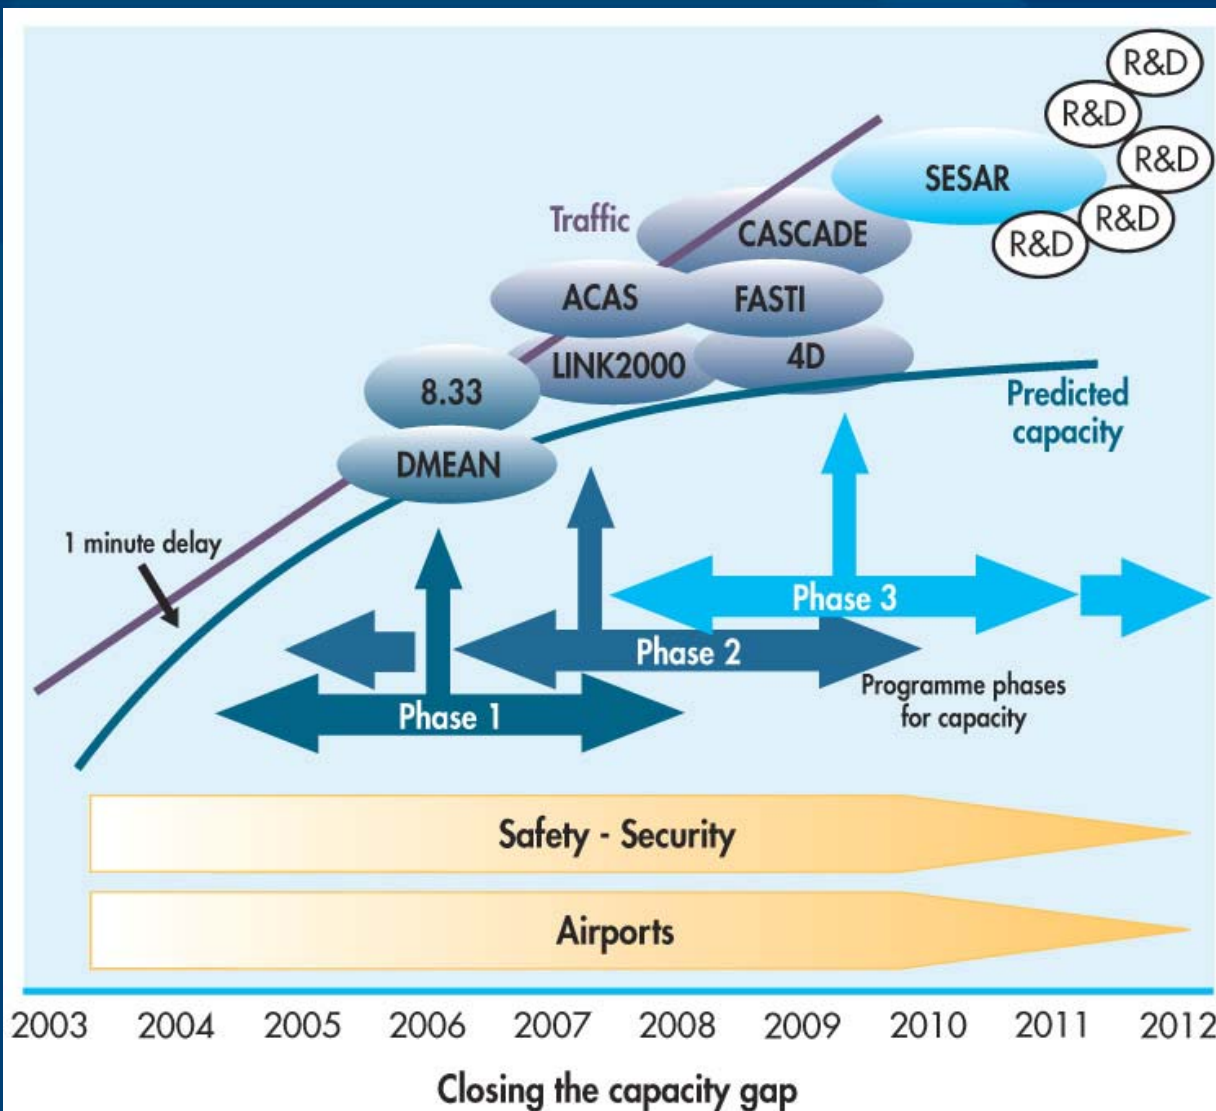 R&D
R&D
R&D
SESAR
R&D
R&D
Traffic
CASCADE
ACAS
FASTI
LINK2000
4D
8.33
Predicted
capacity
DMEAN
1 minute delay
Phase 3
Phase 2
Programme phases
for capacity
Phase 1
Safety - Security
Airports
2003 2004 2005 2006 2007 2008 2009 2010 2011 2012
Closing the capacity gap